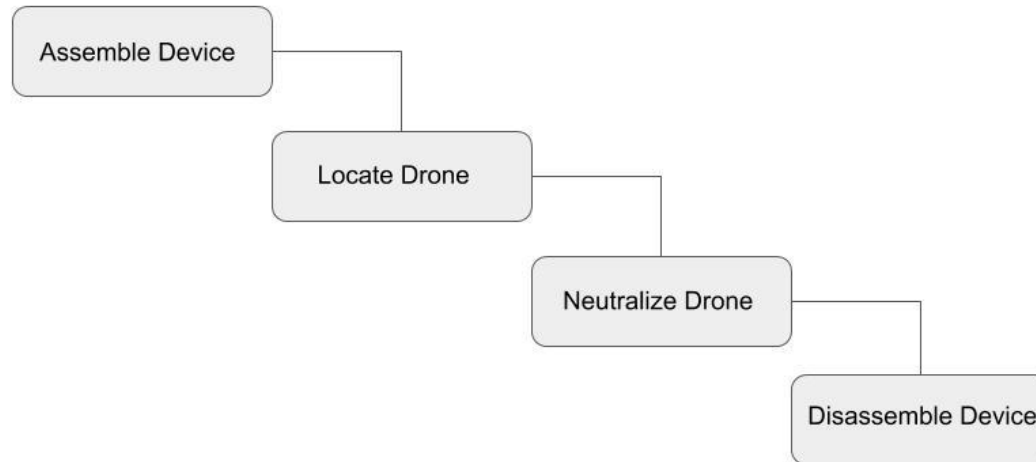 Assemble Device
Locate Drone
Neutralize Drone
Disassemble Device